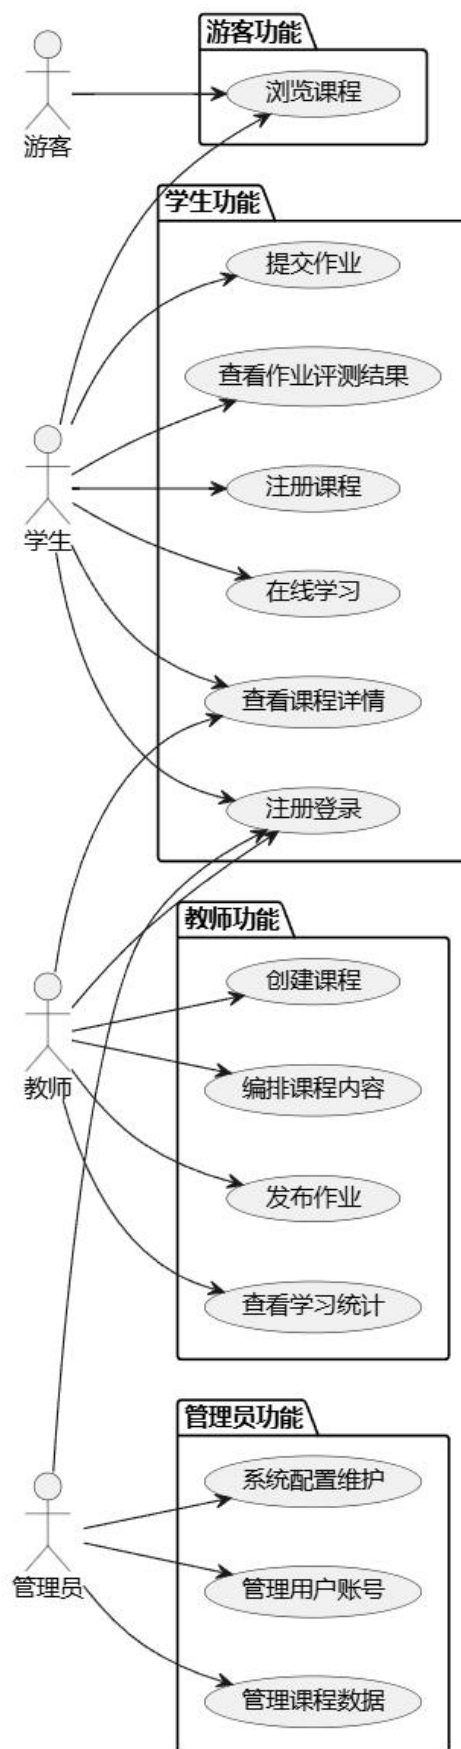 游客功能
浏览课程
游客
学生功能
提交作业
查看作业评测结果
注册课程
学生
在线学习
查看课程详情
注册登录
教师功能
创建课程
教师
编排课程内容
发布作业
查看学习统计
管理员功能
系统配置维护
管理员
管理用户账号
管理课程数据